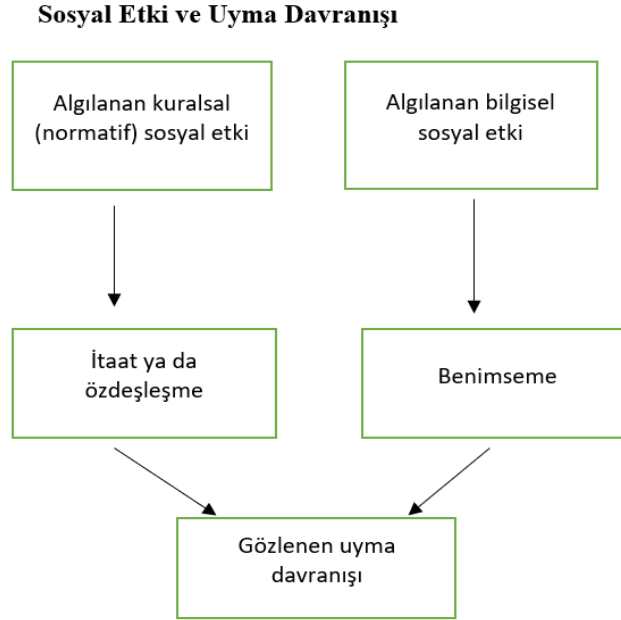 Sosyal Etki ve Uyma Davranışı
Algılanan kuralsal
(normatif) sosyal etki
Algılanan bilgisel
sosyal etki
İtaat ya da
özdeşleşme
Benimseme
Gözlenen uyma
davranışı